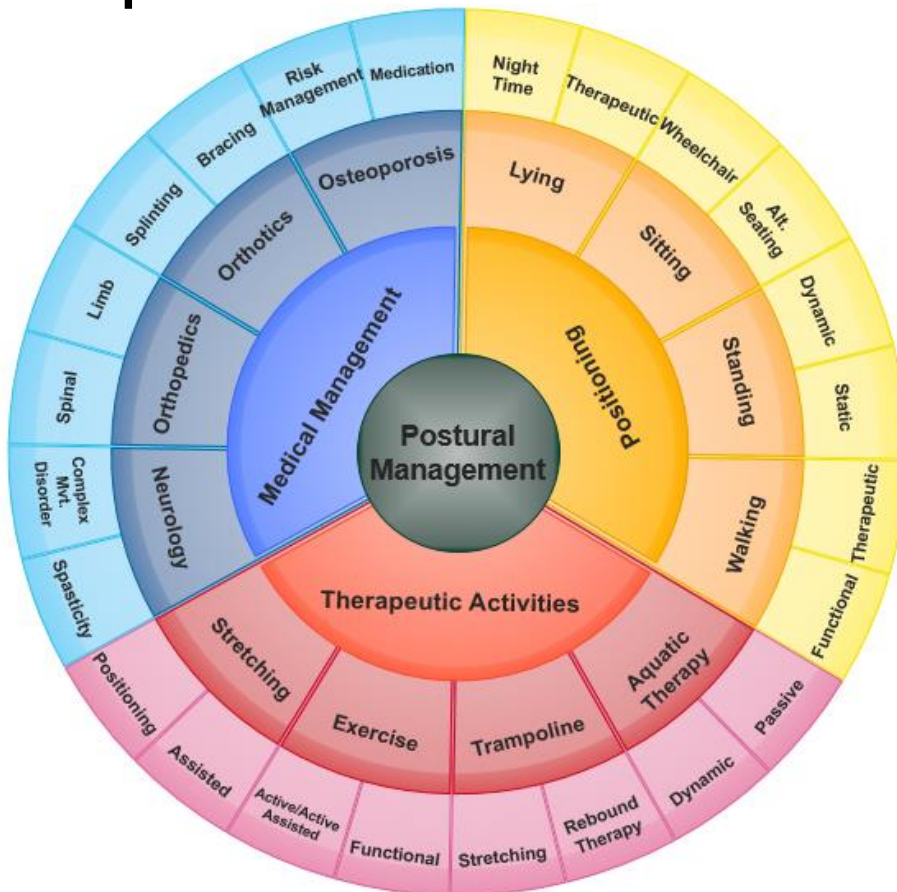 Postural
Management
Medical Management
Positioning
Therapeutic Activities
Osteoporosis
Orthotics
Orthopedics
Neurology
Lying
Sitting
Standing
Walking
Stretching
Exercise
Trampoline
Aquatic
Therapy
Medication
Risk
Management
Bracing
Splinting
Limb
Spinal
Complex
Mvt.
Disorder
Spasticity
Night
Time
Therapeutic
Wheelchair
Alt.
Seating
Dynamic
Static
Therapeutic
Functional
Positioning
Assisted
Active/Active
Assisted
Functional
Stretching
Rebound
Therapy
Dynamic
Passive